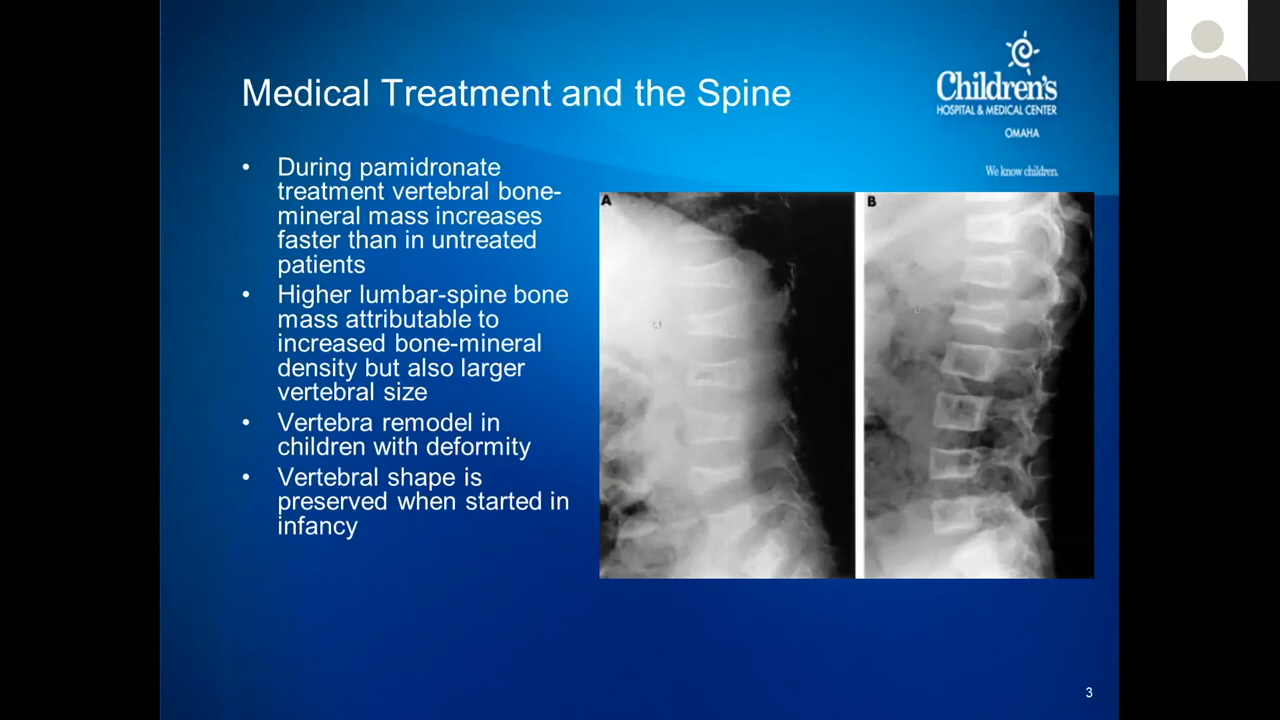 Medical Treatment and the Spine
Children's
HOSPITAL & MEDICAL CENTER
OMAHA
We know children.
• During pamidronate
treatment vertebral bone-
mineral mass increases
faster than in untreated
patients
• Higher lumbar-spine bone
mass attributable to
increased bone-mineral
density but also larger
vertebral size
• Vertebra remodel in
children with deformity
• Vertebral shape is
preserved when started in
infancy
A
B
3